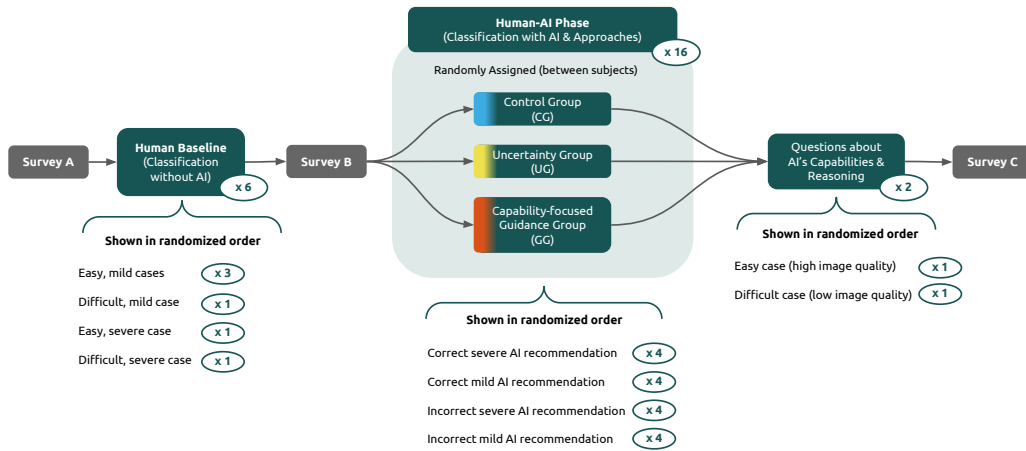 Human-AI Phase
(Classification with AI & Approaches)
x 16
Randomly Assigned (between subjects)
Survey A
Human Baseline
(Classification
without AI)
x 6
Survey B
Control Group
(CG)
Uncertainty Group
(UG)
Capability-focused
Guidance Group
(GG)
Questions about
AI's Capabilities &
Reasoning
x 2
Survey C
Shown in randomized order
Easy, mild cases x 3
Difficult, mild case x 1
Easy, severe case x 1
Difficult, severe case x 1
Shown in randomized order
Correct severe AI recommendation x 4
Correct mild AI recommendation x 4
Incorrect severe AI recommendation x 4
Incorrect mild AI recommendation x 4
Shown in randomized order
Easy case (high image quality) x 1
Difficult case (low image quality) x 1